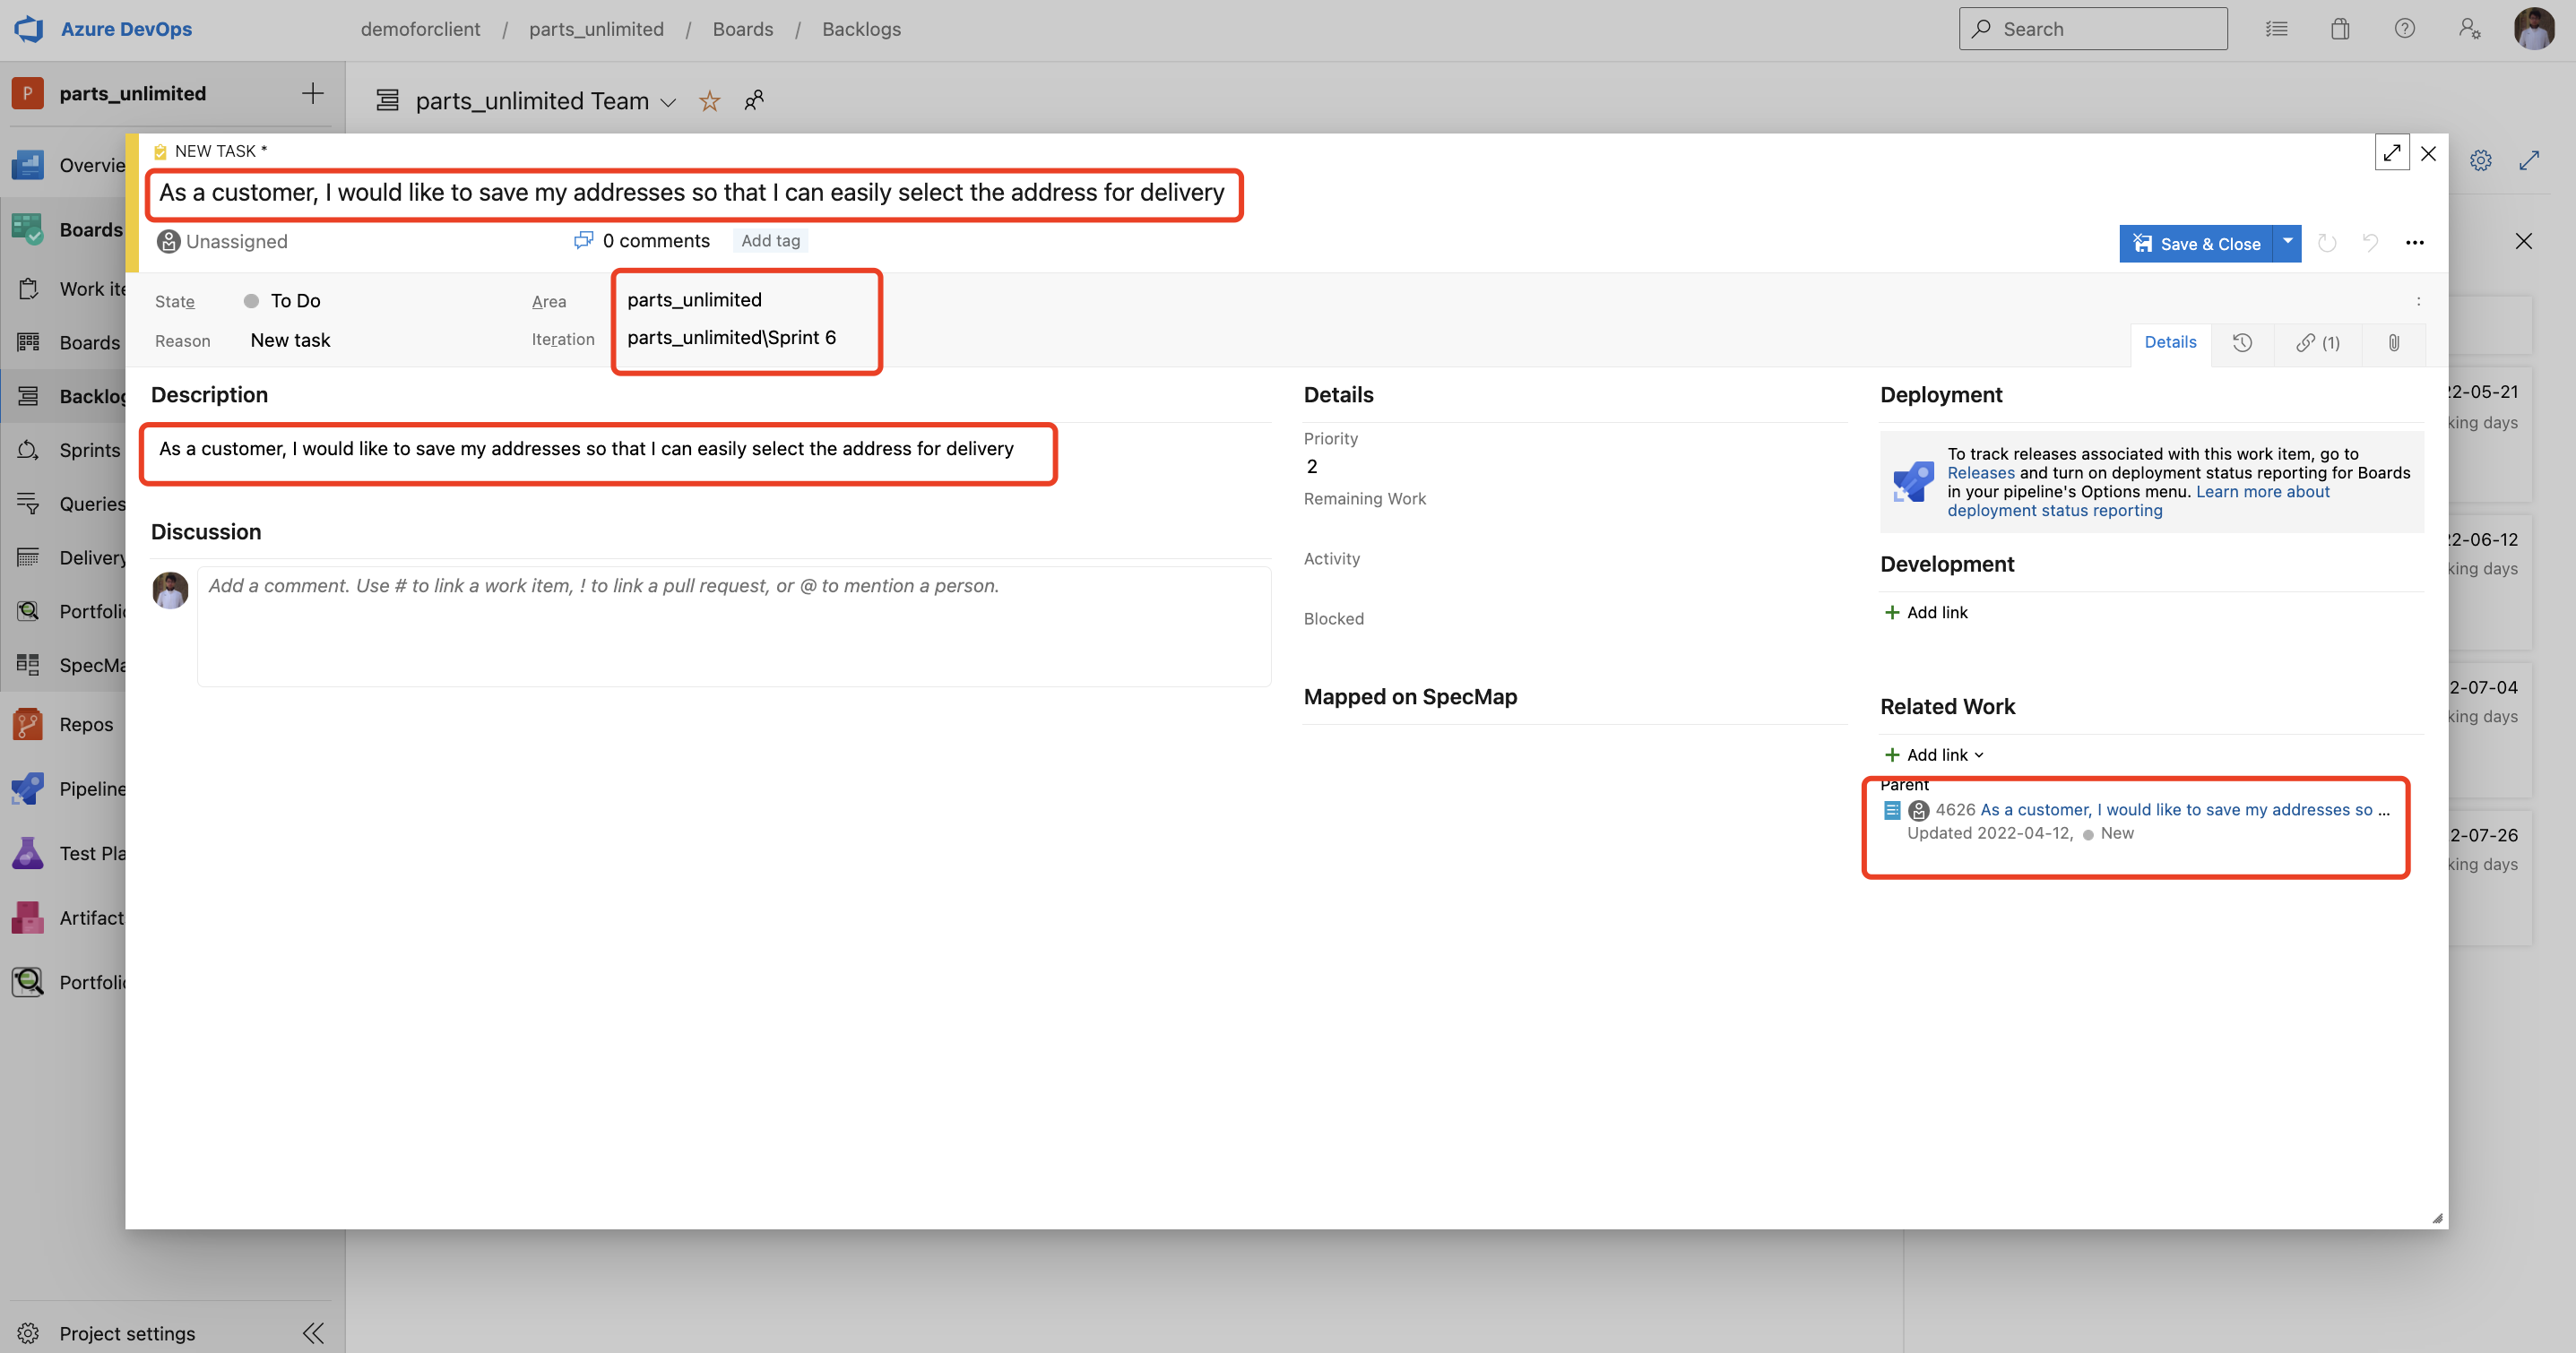 Azure DevOps
demoforclient / parts_unlimited / Boards / Backlogs
Search
P parts_unlimited
parts_unlimited Team
Overvie
Boards
Work ite
Boards
Backlog
Sprints
Queries
Delivery
Portfolio
SpecMa
Repos
Pipeline
Test Pla
Artifact
Portfolio
Project settings
NEW TASK *
As a customer, I would like to save my addresses so that I can easily select the address for delivery
Unassigned
0 comments
Add tag
Save & Close
State
To Do
Area
parts_unlimited
Reason
New task
Iteration
parts_unlimited\Sprint 6
Details
(1)
Description
As a customer, I would like to save my addresses so that I can easily select the address for delivery
Discussion
Add a comment. Use # to link a work item, ! to link a pull request, or @ to mention a person.
Details
Priority
2
Remaining Work
Activity
Blocked
Mapped on SpecMap
Deployment
To track releases associated with this work item, go to
Releases and turn on deployment status reporting for Boards
in your pipeline's Options menu. Learn more about
deployment status reporting
Development
Add link
Related Work
Add link
Parent
4626 As a customer, I would like to save my addresses so ...
Updated 2022-04-12, New
2-05-21
king days
2-06-12
king days
2-07-04
king days
2-07-26
king days